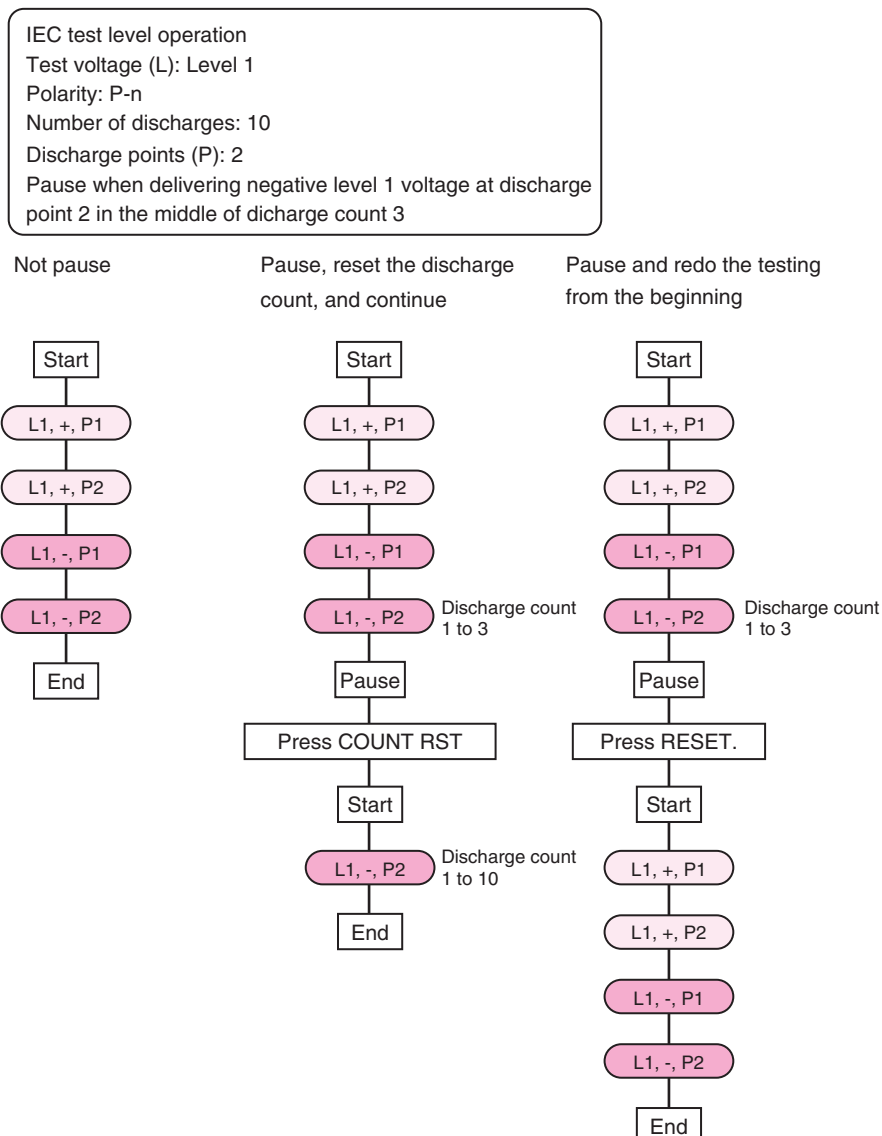 IEC test level operation
Test voltage (L): Level 1
Polarity: P-n
Number of discharges: 10
Discharge points (P): 2
Pause when delivering negative level 1 voltage at discharge
point 2 in the middle of dicharge count 3
Not pause
Start
L1, +, P1
L1, +, P2
L1, -, P1
L1, -, P2
End
Pause, reset the discharge
count, and continue
Start
L1, +, P1
L1, +, P2
L1, -, P1
L1, -, P2
Discharge count
1 to 3
Pause
Press COUNT RST
Start
L1, -, P2
Discharge count
1 to 10
End
Pause and redo the testing
from the beginning
Start
L1, +, P1
L1, +, P2
L1, -, P1
L1, -, P2
Discharge count
1 to 3
Pause
Press RESET.
Start
L1, +, P1
L1, +, P2
L1, -, P1
L1, -, P2
End